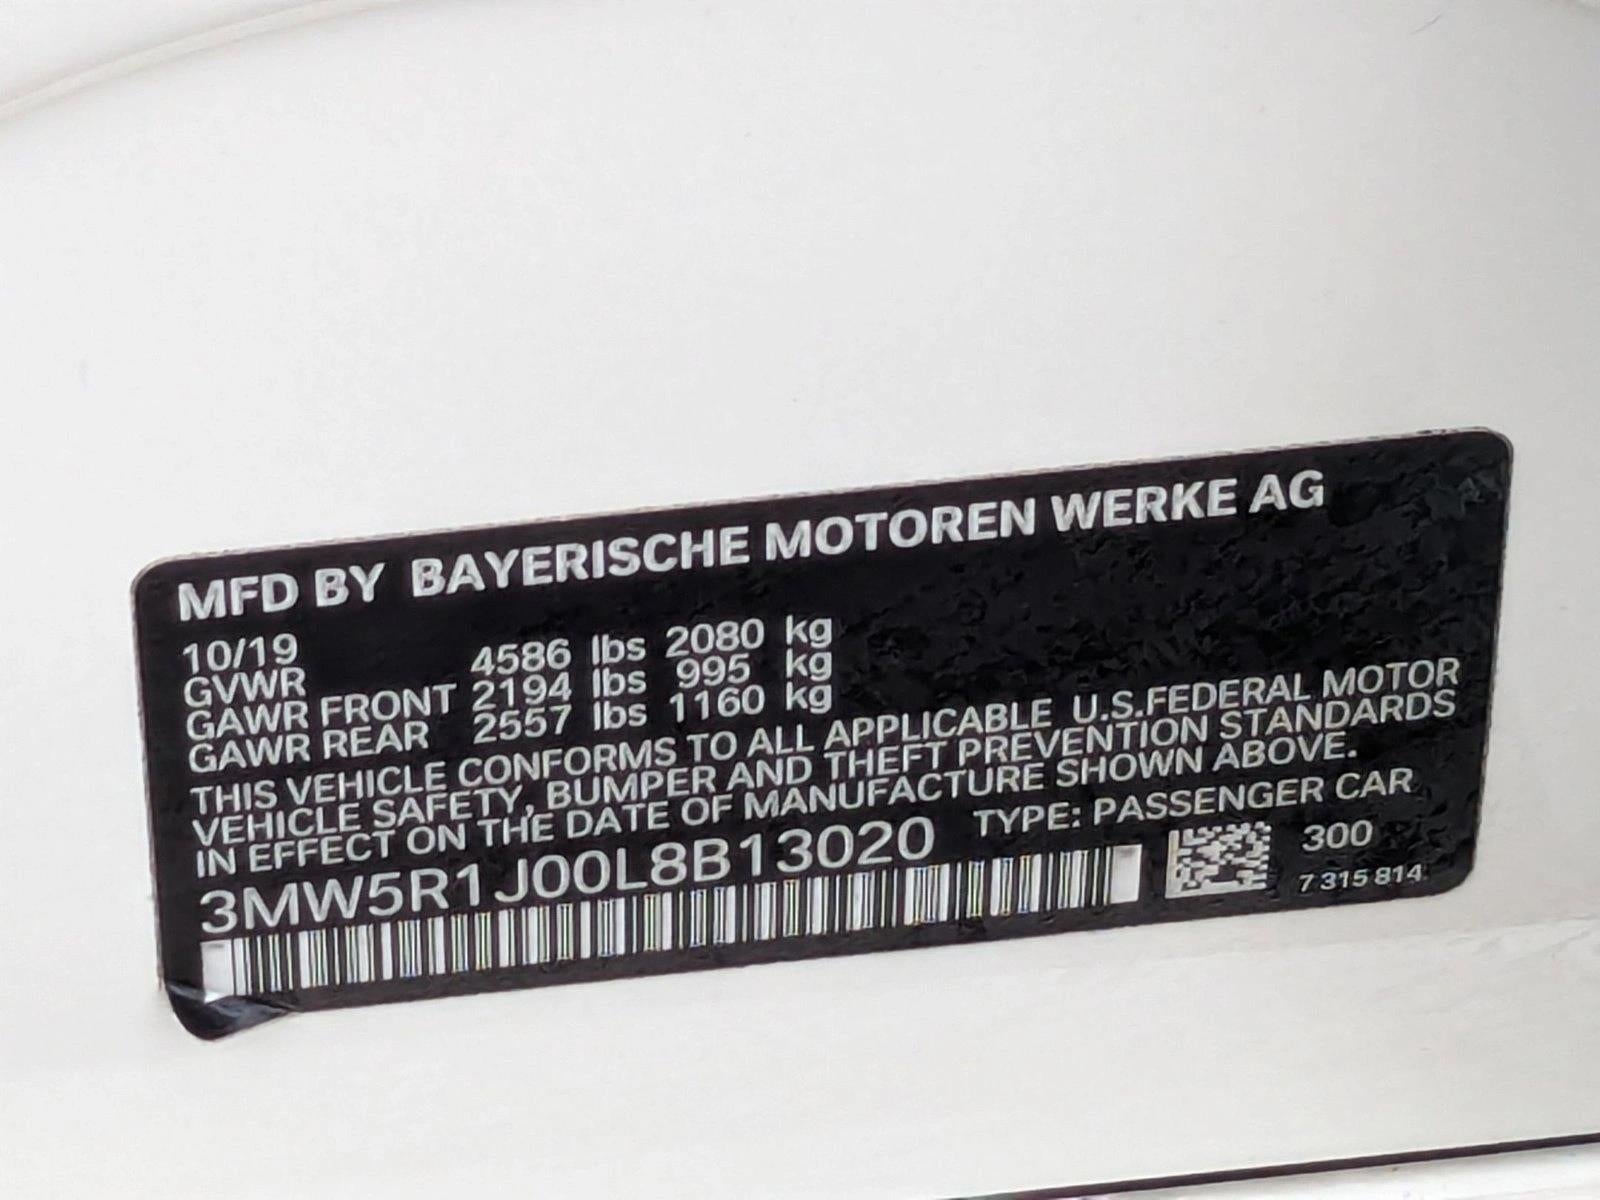 MFD BY BAYERISCHE MOTOREN WERKE AG
10/19
GVWR 4586 lbs 2080 kg
GAWR FRONT 2194 lbs 995 kg
GAWR REAR 2557 lbs 1160 kg
THIS VEHICLE CONFORMS TO ALL APPLICABLE U.S.FEDERAL MOTOR
VEHICLE SAFETY, BUMPER AND THEFT PREVENTION STANDARDS
IN EFFECT ON THE DATE OF MANUFACTURE SHOWN ABOVE.
3MW5R1J00L8B13020 TYPE: PASSENGER CAR
300
7 315 814